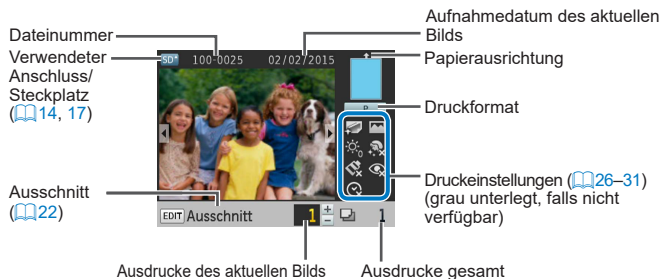 Aufnahmedatum des aktuellen
Bilds
Dateinummer
Verwendeter
Anschluss/
Steckplatz
(14, 17)
SD
100-0025
02/02/2015
Papierausrichtung
P
Druckformat
Druckeinstellungen (26–31)
(grau unterlegt, falls nicht
verfügbar)
Ausschnitt
(22)
EDIT Ausschnitt
1
+
-
1
Ausdrucke des aktuellen Bilds
Ausdrucke gesamt